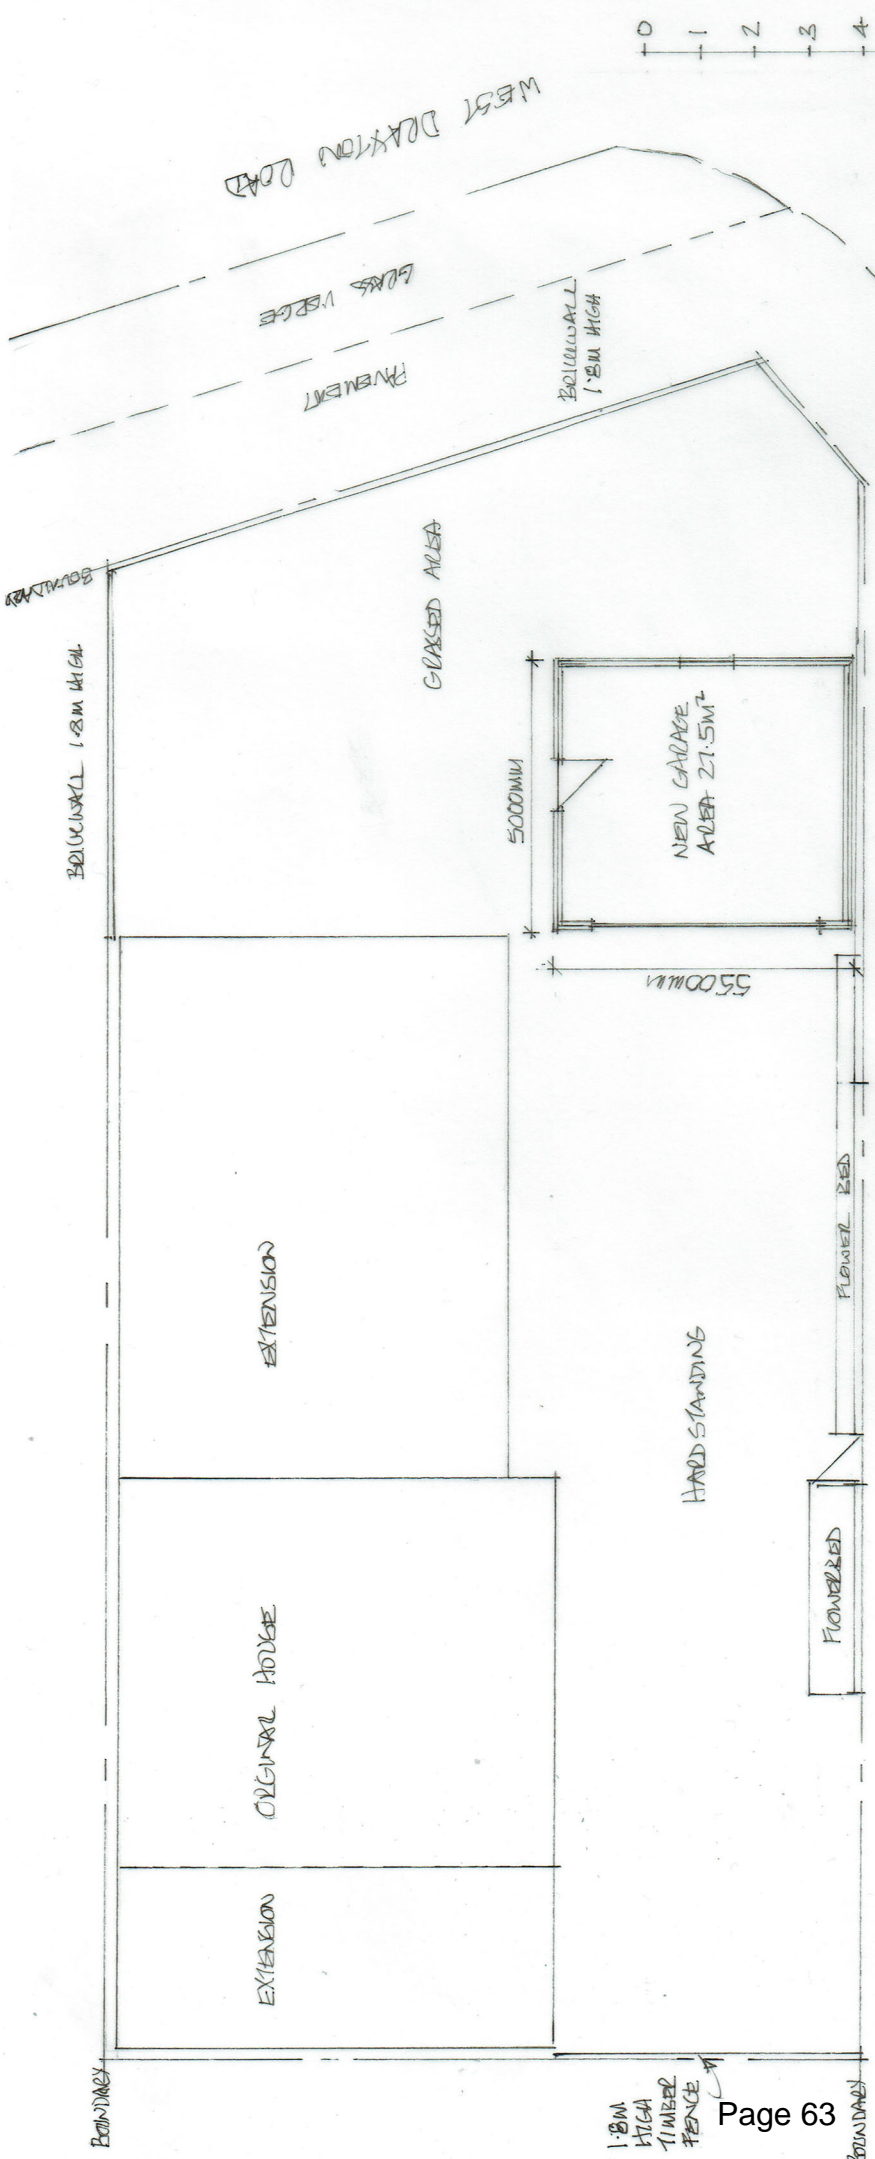 0
1
2
3
4
WEST DRAYTON ROAD
GRASS VERGE
PAVEMENT
BRICKWALL
1·8M HIGH
BOUNDARY
BRICKWALL 1·8M HIGH
GRASSED AREA
5000MM
NEW GARAGE
AREA 27·5M²
5500mm
EXTENSION
FLOWER BED
HARDSTANDING
ORGINAL HOUSE
FLOWERBED
EXTENSION
BOUNDARY
1·8M
HIGH
TIMBER
FENCE
Page 63
BOUNDARY